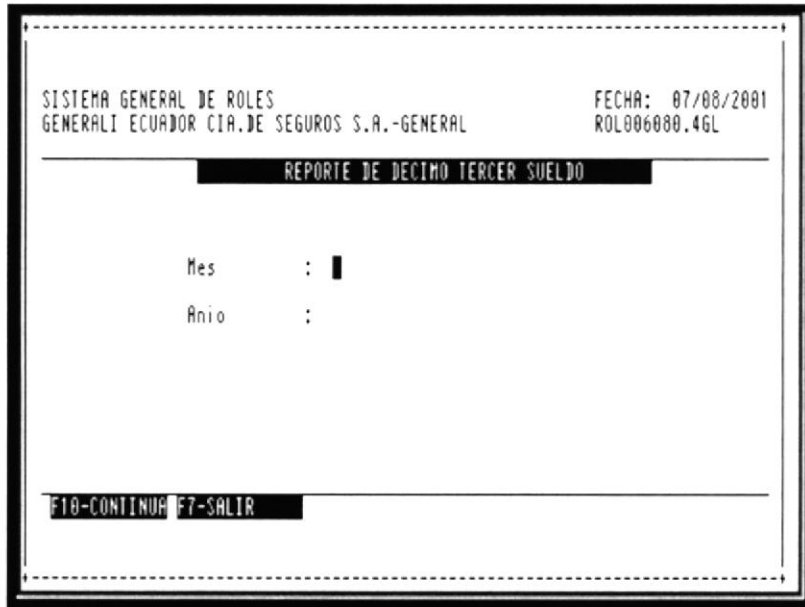 SISTEMA GENERAL DE ROLES FECHA: 07/08/2001
GENERALI ECUADOR CIA.DE SEGUROS S.A.-GENERAL ROL006080.4GL
REPORTE DE DECIMO TERCER SUELDO
Mes :
Anio :
F10-CONTINUA F7-SALIR